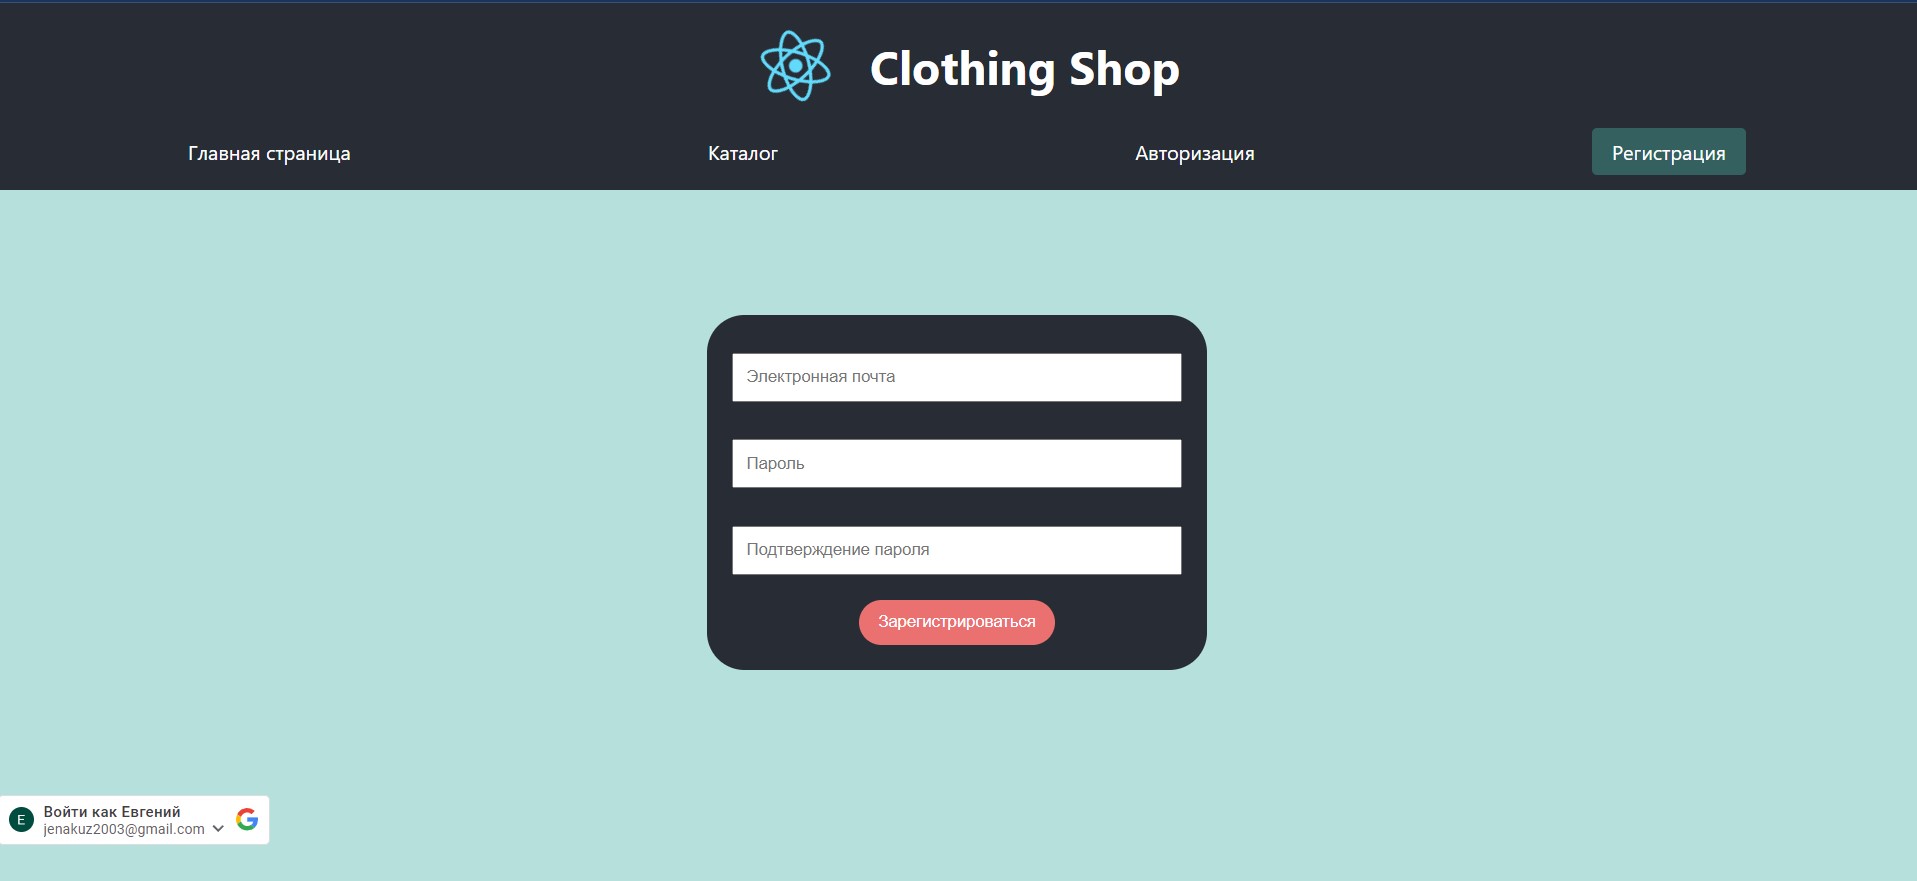 Clothing Shop
Главная страница
Каталог
Авторизация
Регистрация
Электронная почта
Пароль
Подтверждение пароля
Зарегистрироваться
E
Войти как Евгений
jenakuz2003@gmail.com
G